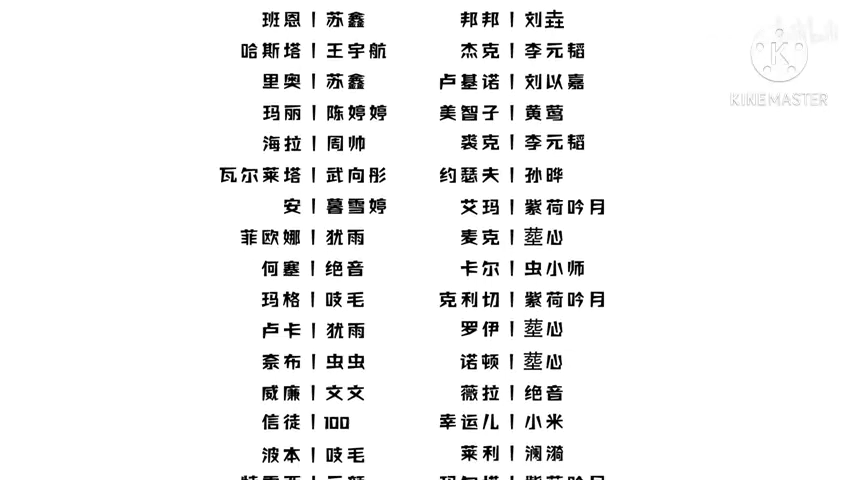 班恩丨苏鑫
邦邦丨刘垚
哈斯塔丨王宇航
杰克丨李元韬
里奥丨苏鑫
卢基诺丨刘以嘉
玛丽丨陈婷婷
美智子丨黄莺
海拉丨周帅
裘克丨李元韬
瓦尔莱塔丨武向彤
约瑟夫丨孙晔
安丨暮雪婷
艾玛丨紫荷吟月
菲欧娜丨犹雨
麦克丨堼心
何塞丨绝音
卡尔丨虫小师
玛格丨吱毛
克利切丨紫荷吟月
卢卡丨犹雨
罗伊丨堼心
奈布丨虫虫
诺顿丨堼心
威廉丨文文
薇拉丨绝音
信徒丨100
幸运儿丨小米
波本丨吱毛
莱利丨澜漪
KINEMASTER